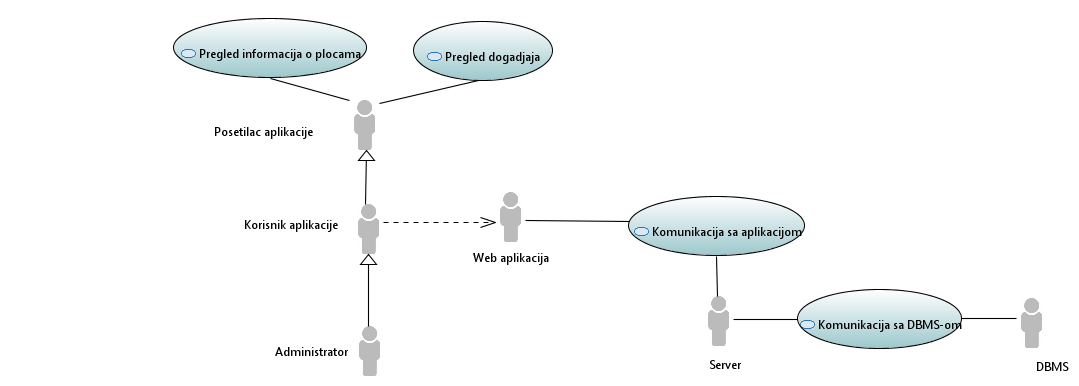 Pregled informacija o plocama
Pregled dogadjaja
Posetilac aplikacije
Korisnik aplikacije
Web aplikacija
Komunikacija sa aplikacijom
Komunikacija sa DBMS-om
Server
DBMS
Administrator